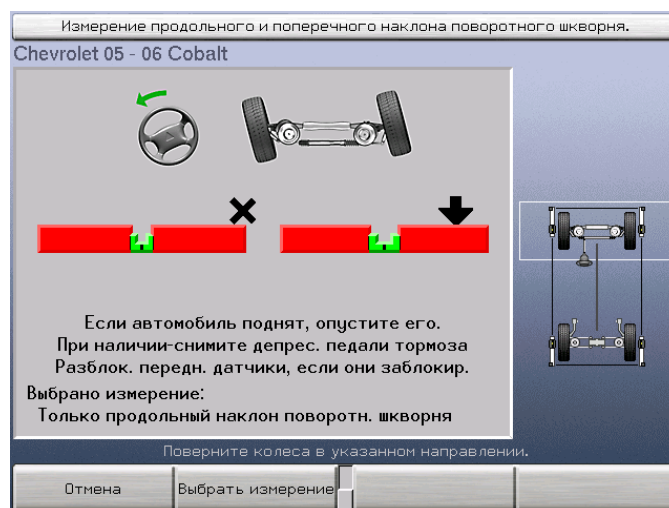 Измерение продольного и поперечного наклона поворотного шкворня.
Chevrolet 05 - 06 Cobalt
Если автомобиль поднят, опустите его.
При наличии-снимите депрес. педали тормоза
Разблок. передн. датчики, если они заблокир.
Выбрано измерение:
Только продольный наклон поворотн. шкворня
Поверните колеса в указанном направлении.
Отмена
Выбрать измерение